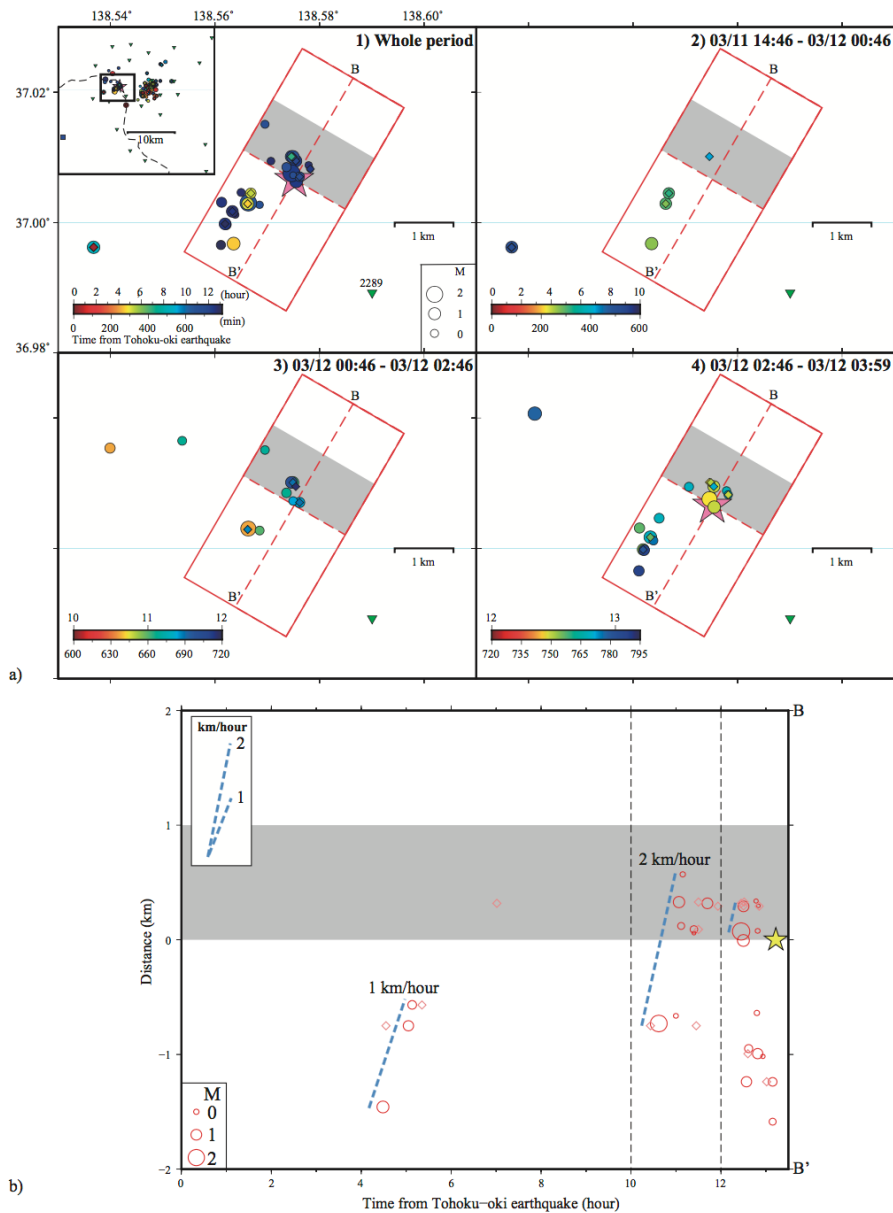 138.54° 138.56° 138.58° 138.60°
1) Whole period
B
10km
B'
1 km
2289
0 4 6 8 10 12 (hour)
0 200 400 600 (min)
Time from Tohoku-oki earthquake
M
2
1
0
37.02°
37.00°
36.98°
2) 03/11 14:46 - 03/12 00:46
B
B'
1 km
0 2 4 6 8 10
0 200 400 600
3) 03/12 00:46 - 03/12 02:46
B
B'
1 km
10 11 12
600 630 660 690 720
4) 03/12 02:46 - 03/12 03:59
B
B'
1 km
12 13
720 735 750 765 780 795
a)
2
1
0
−1
−2
Distance (km)
km/hour
2
1
1 km/hour
2 km/hour
B
B'
M
0
1
2
0 2 4 6 8 10 12
Time from Tohoku−oki earthquake (hour)
b)